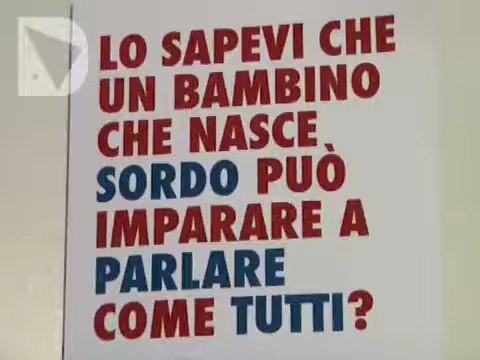 LO SAPEVI CHE
UN BAMBINO
CHE NASCE
SORDO PUÒ
IMPARARE A
PARLARE
COME TUTTI?